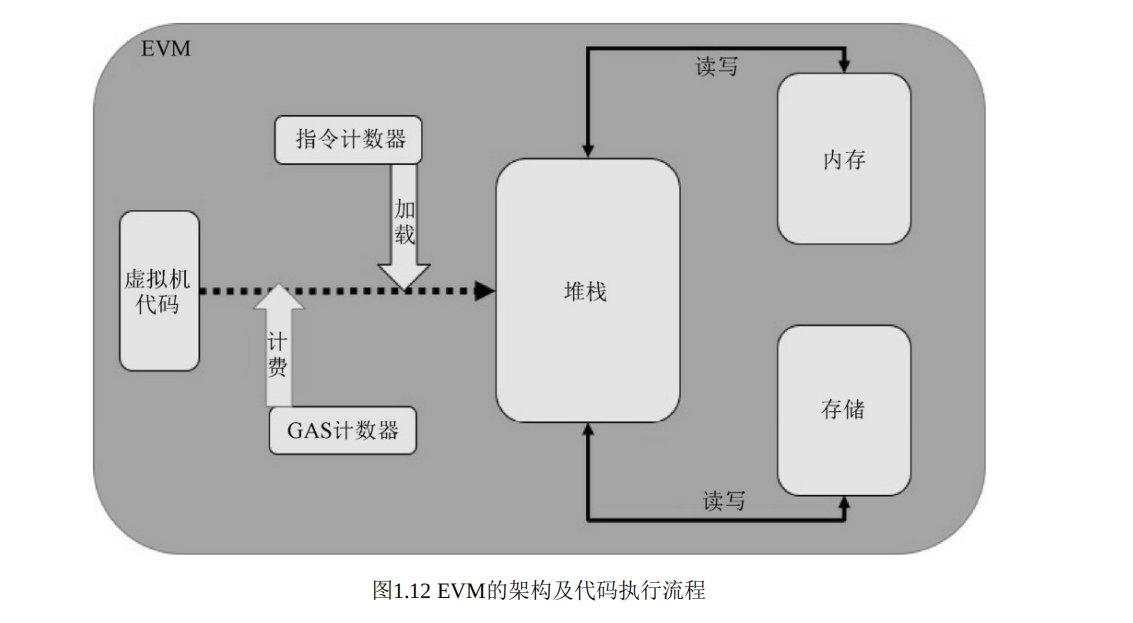 EVM
读写
指令计数器
内存
加
载
虚拟机
代码
堆栈
计
费
存储
GAS计数器
读写
图1.12 EVM的架构及代码执行流程